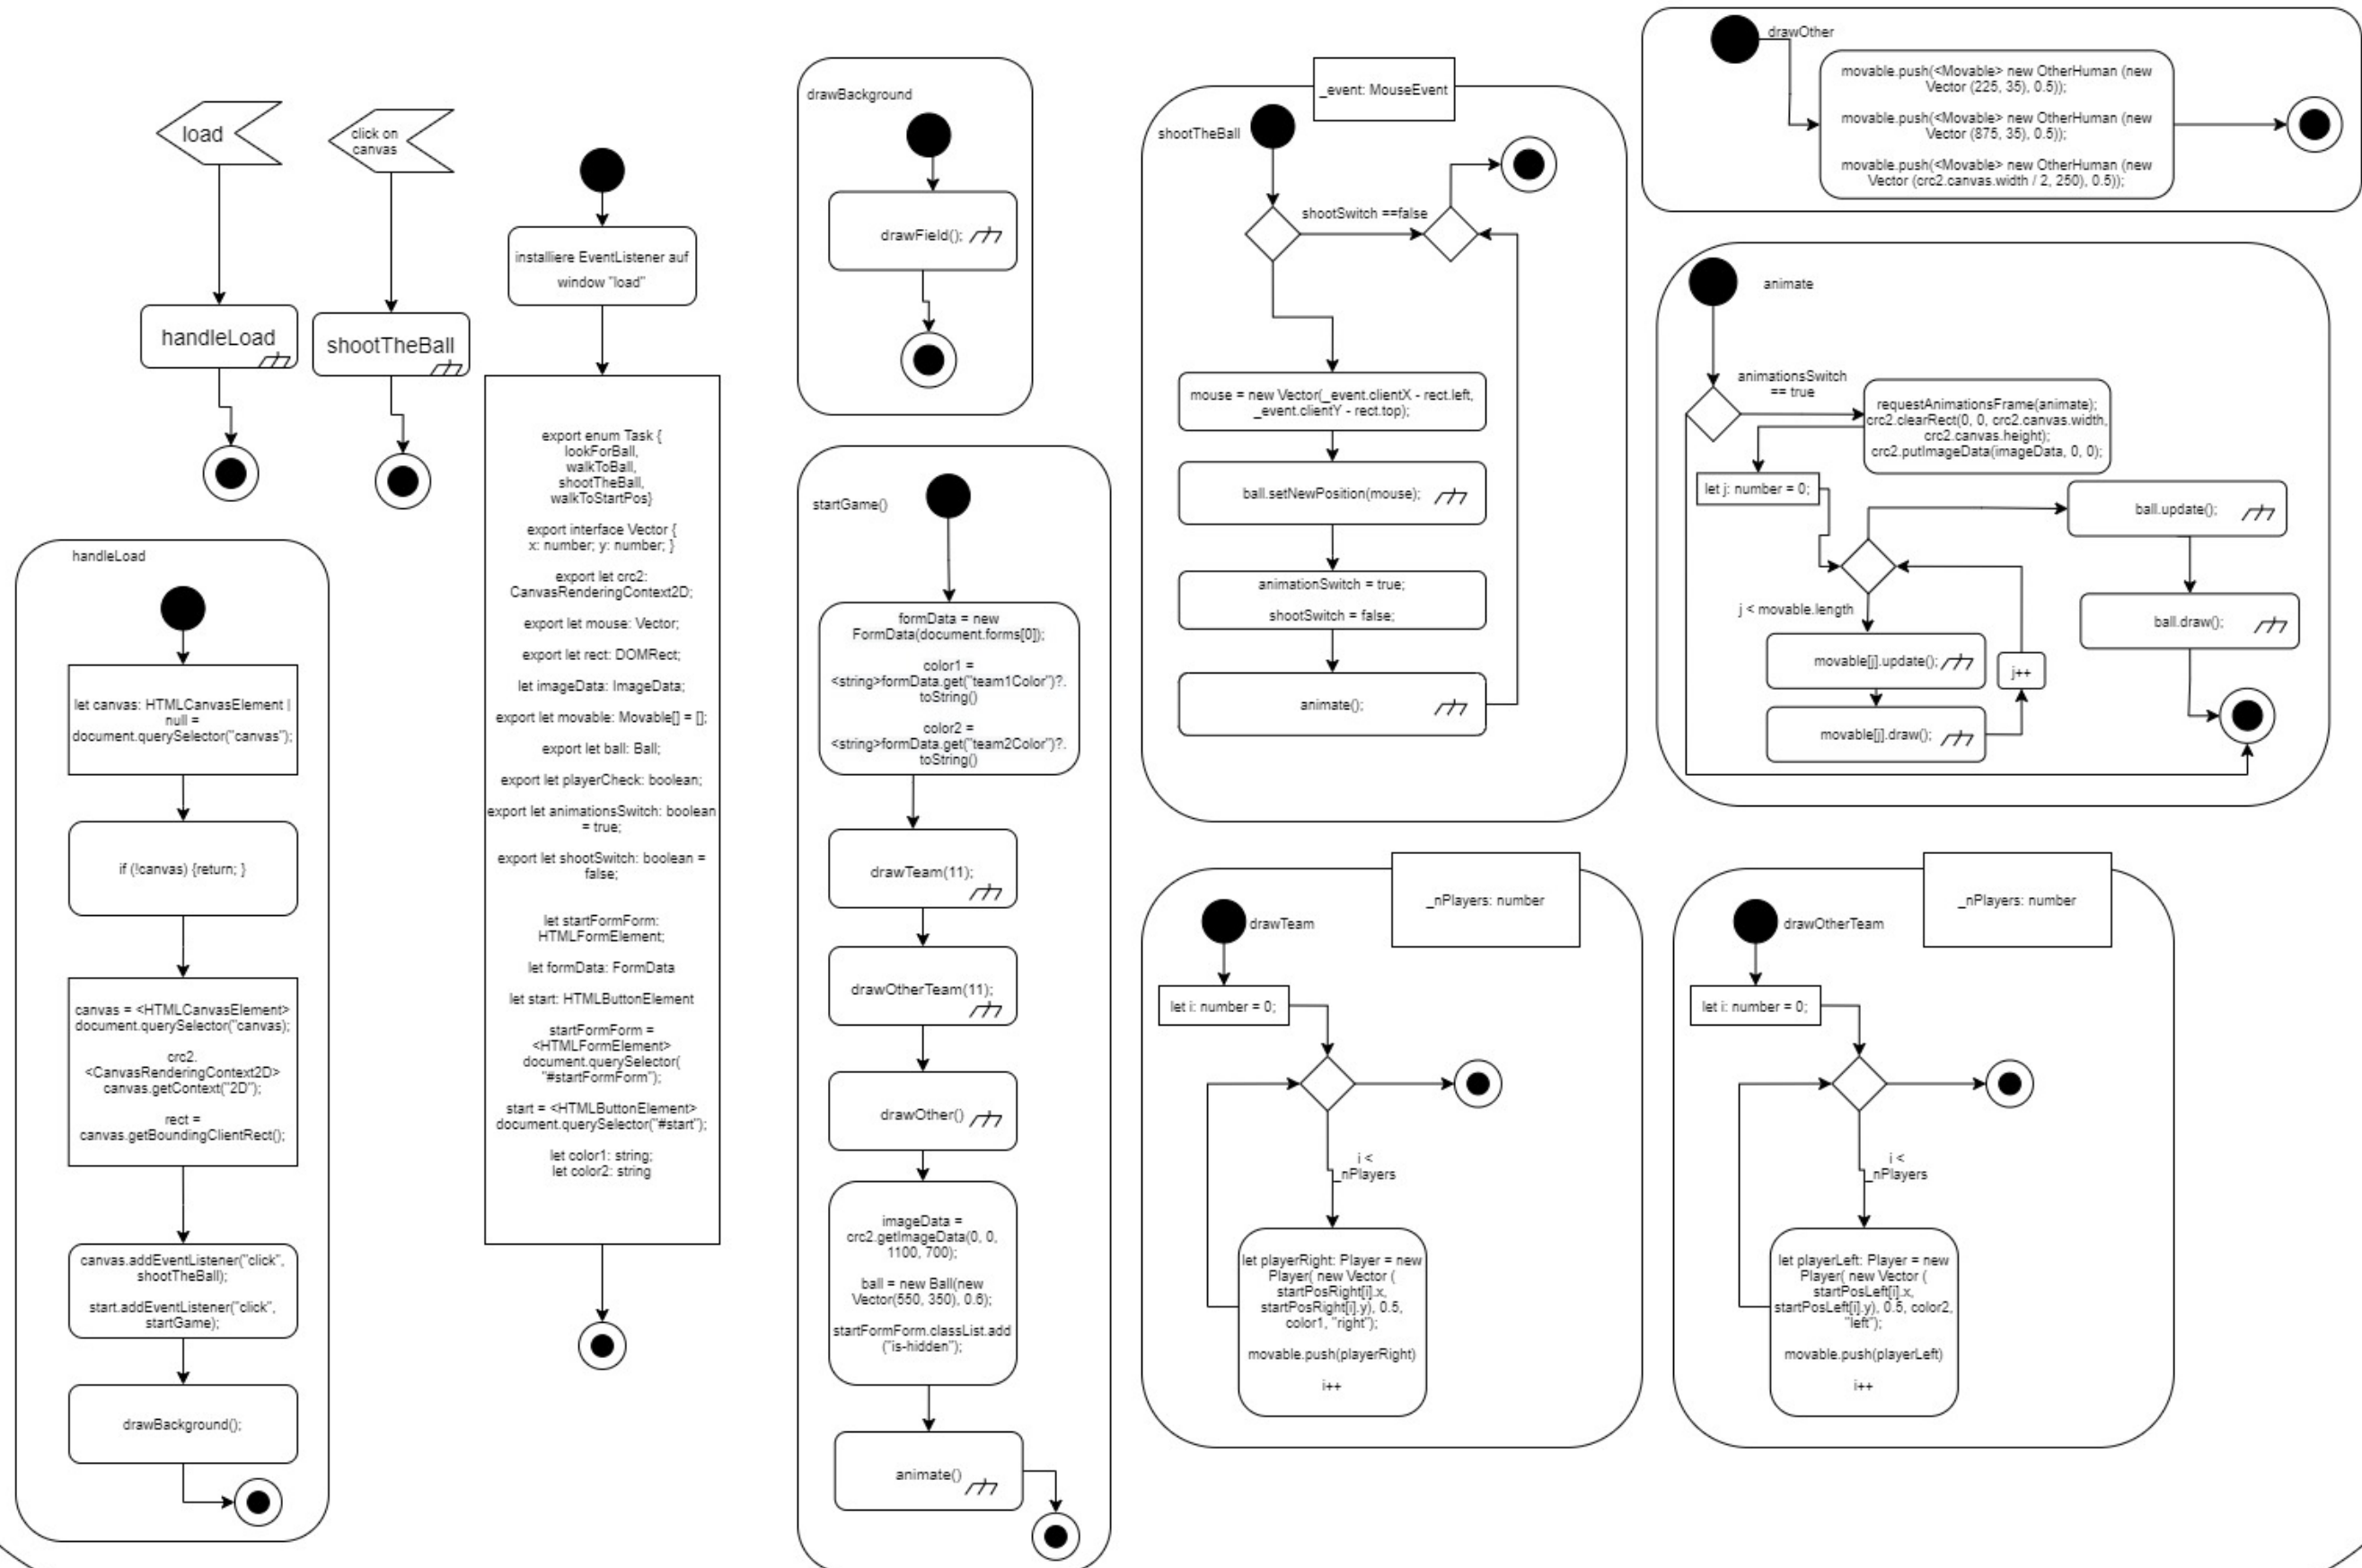 load
handleLoad
click on
canvas
shootTheBall
installiere EventListener auf
window "load"
export enum Task {
lookForBall,
walkToBall,
shootTheBall,
walkToStartPos}
export interface Vector {
x: number; y: number; }
export let crc2:
CanvasRenderingContext2D;
export let mouse: Vector;
export let rect: DOMRect;
let imageData: ImageData;
export let movable: Movable[] = [];
export let ball: Ball;
export let playerCheck: boolean;
export let animationsSwitch: boolean
= true;
export let shootSwitch: boolean =
false;
let startFormForm:
HTMLFormElement;
let formData: FormData
let start: HTMLButtonElement
startFormForm =
<HTMLFormElement>
document.querySelector(
"#startFormForm");
start = <HTMLButtonElement>
document.querySelector("#start");
let color1: string;
let color2: string
handleLoad
let canvas: HTMLCanvasElement |
null =
document.querySelector("canvas");
if (!canvas) {return; }
canvas = <HTMLCanvasElement>
document.querySelector("canvas);
crc2.
<CanvasRenderingContext2D>
canvas.getContext("2D");
rect =
canvas.getBoundingClientRect();
canvas.addEventListener("click",
shootTheBall);
start.addEventListener("click",
startGame);
drawBackground();
drawBackground
drawField();
startGame()
formData = new
FormData(document.forms[0]);
color1 =
<string>formData.get("team1Color")?.
toString()
color2 =
<string>formData.get("team2Color")?.
toString()
drawTeam(11);
drawOtherTeam(11);
drawOther()
imageData =
crc2.getImageData(0, 0,
1100, 700);
ball = new Ball(new
Vector(550, 350), 0.6);
startFormForm.classList.add
("is-hidden");
animate()
_event: MouseEvent
shootTheBall
shootSwitch ==false
mouse = new Vector(_event.clientX - rect.left,
_event.clientY - rect.top);
ball.setNewPosition(mouse);
animationSwitch = true;
shootSwitch = false;
animate();
drawOther
movable.push(<Movable> new OtherHuman (new
Vector (225, 35), 0.5));
movable.push(<Movable> new OtherHuman (new
Vector (875, 35), 0.5));
movable.push(<Movable> new OtherHuman (new
Vector (crc2.canvas.width / 2, 250), 0.5));
animate
animationsSwitch
== true
requestAnimationsFrame(animate);
crc2.clearRect(0, 0, crc2.canvas.width,
crc2.canvas.height);
crc2.putImageData(imageData, 0, 0);
let j: number = 0;
j < movable.length
movable[j].update();
movable[j].draw();
j++
ball.update();
ball.draw();
_nPlayers: number
drawTeam
let i: number = 0;
i <
_nPlayers
let playerRight: Player = new
Player( new Vector (
startPosRight[i].x,
startPosRight[i].y), 0.5,
color1, "right");
movable.push(playerRight)
i++
_nPlayers: number
drawOtherTeam
let i: number = 0;
i <
_nPlayers
let playerLeft: Player = new
Player( new Vector (
startPosLeft[i].x,
startPosLeft[i].y), 0.5, color2,
"left");
movable.push(playerLeft)
i++